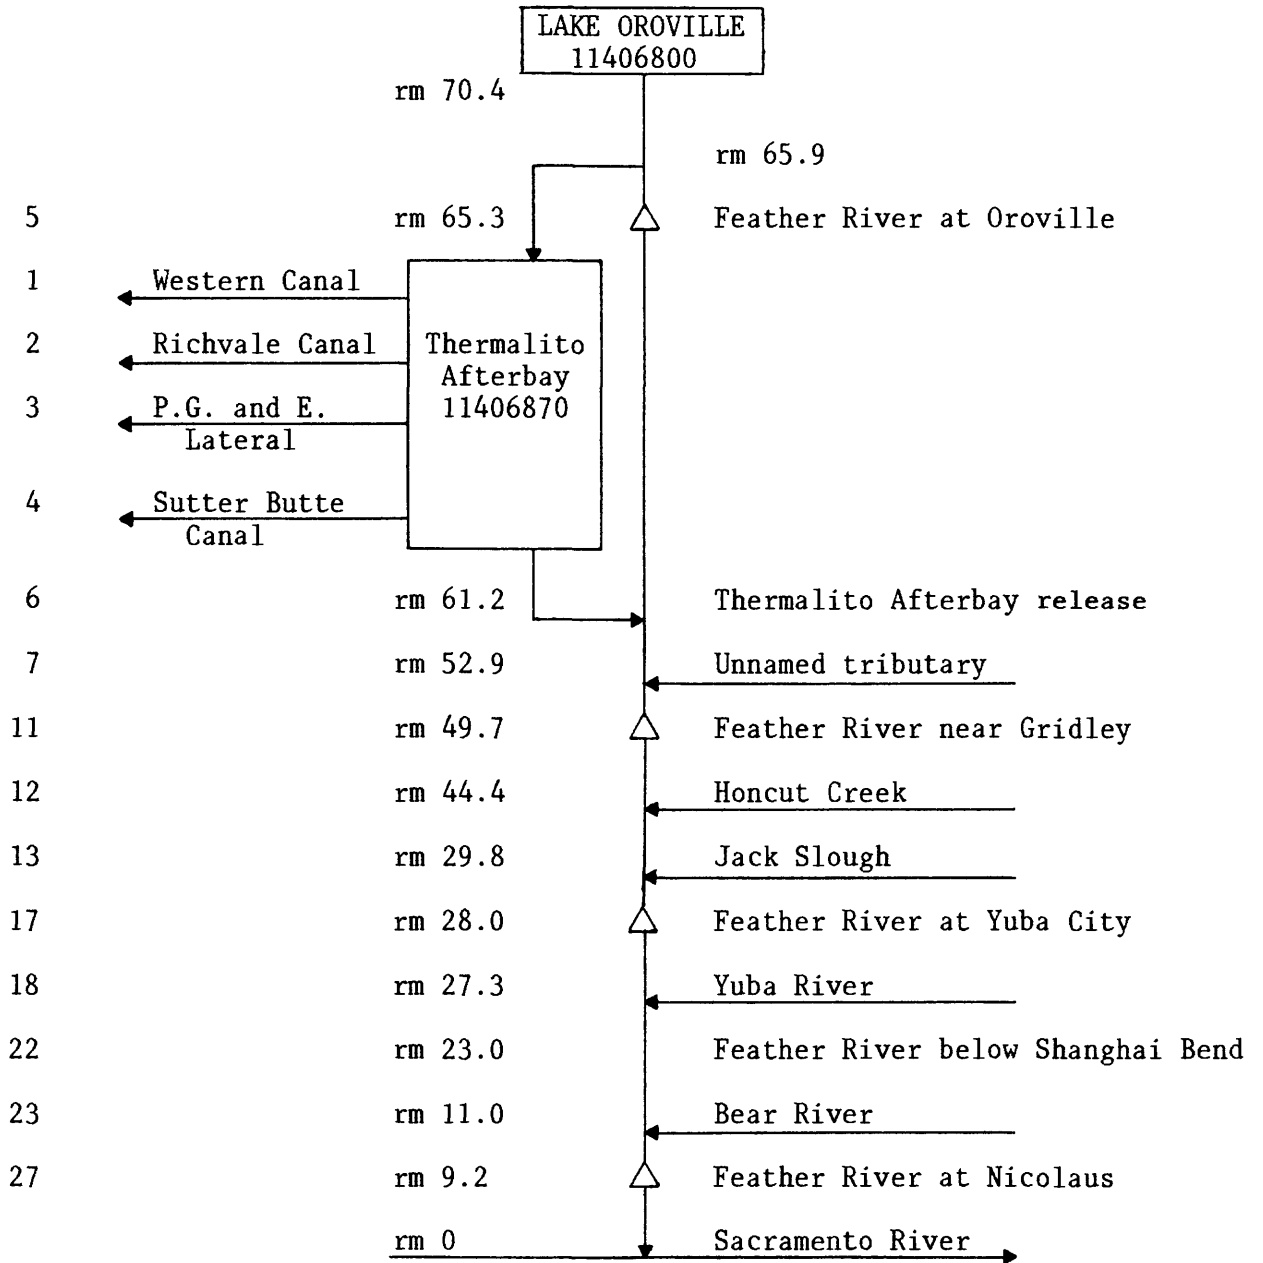 LAKE OROVILLE
11406800
rm 70.4
rm 65.9
5 rm 65.3 Feather River at Oroville
1 Western Canal
2 Richvale Canal Thermalito
Afterbay
3 P.G. and E. 11406870
Lateral
4 Sutter Butte
Canal
6 rm 61.2 Thermalito Afterbay release
7 rm 52.9 Unnamed tributary
11 rm 49.7 Feather River near Gridley
12 rm 44.4 Honcut Creek
13 rm 29.8 Jack Slough
17 rm 28.0 Feather River at Yuba City
18 rm 27.3 Yuba River
22 rm 23.0 Feather River below Shanghai Bend
23 rm 11.0 Bear River
27 rm 9.2 Feather River at Nicolaus
rm 0 Sacramento River